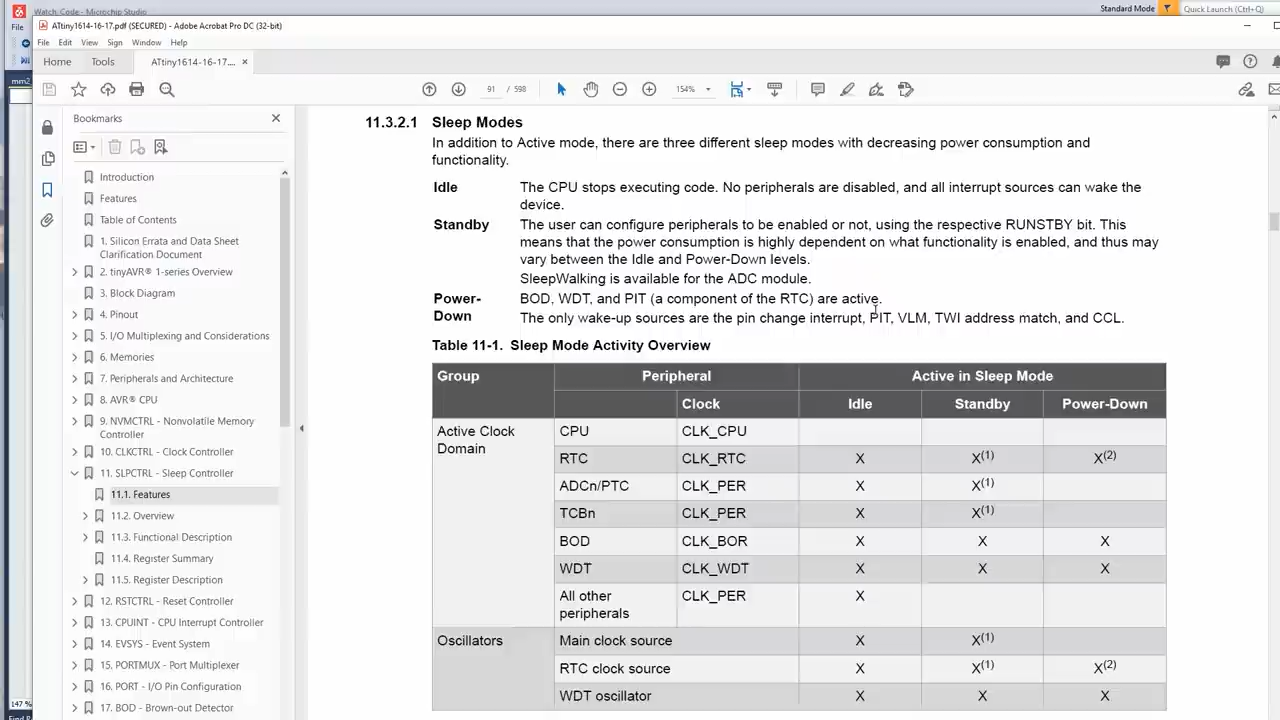 Watch: Code - Microchip Studio
Standard Mode
Quick Launch (Ctrl+Q)
File
ATtiny1614-16-17.pdf (SECURED) - Adobe Acrobat Pro DC (32-bit)
File Edit View Sign Window Help
Home Tools ATtiny1614-16-17.... ×
mm2
91 / 598
154%
Bookmarks
Introduction
Features
Table of Contents
1. Silicon Errata and Data Sheet
Clarification Document
2. tinyAVR® 1-series Overview
3. Block Diagram
4. Pinout
5. I/O Multiplexing and Considerations
6. Memories
7. Peripherals and Architecture
8. AVR CPU
9. NVMCTRL - Nonvolatile Memory
Controller
10. CLKCTRL - Clock Controller
11. SLPCTRL - Sleep Controller
11.1. Features
11.2. Overview
11.3. Functional Description
11.4. Register Summary
11.5. Register Description
12. RSTCTRL - Reset Controller
13. CPUINT - CPU Interrupt Controller
14. EVSYS - Event System
15. PORTMUX - Port Multiplexer
16. PORT - I/O Pin Configuration
17. BOD - Brown-out Detector
147 %
11.3.2.1 Sleep Modes
In addition to Active mode, there are three different sleep modes with decreasing power consumption and
functionality.
Idle The CPU stops executing code. No peripherals are disabled, and all interrupt sources can wake the
device.
Standby The user can configure peripherals to be enabled or not, using the respective RUNSTBY bit. This
means that the power consumption is highly dependent on what functionality is enabled, and thus may
vary between the Idle and Power-Down levels.
SleepWalking is available for the ADC module.
Power- BOD, WDT, and PIT (a component of the RTC) are active.
Down The only wake-up sources are the pin change interrupt, PIT, VLM, TWI address match, and CCL.
Table 11-1. Sleep Mode Activity Overview
Group Peripheral Active in Sleep Mode
Clock Idle Standby Power-Down
Active Clock CPU CLK_CPU
Domain
RTC CLK_RTC X X(1) X(2)
ADCn/PTC CLK_PER X X(1)
TCBn CLK_PER X X(1)
BOD CLK_BOR X X X
WDT CLK_WDT X X X
All other CLK_PER X
peripherals
Oscillators Main clock source X X(1)
RTC clock source X X(1) X(2)
WDT oscillator X X X